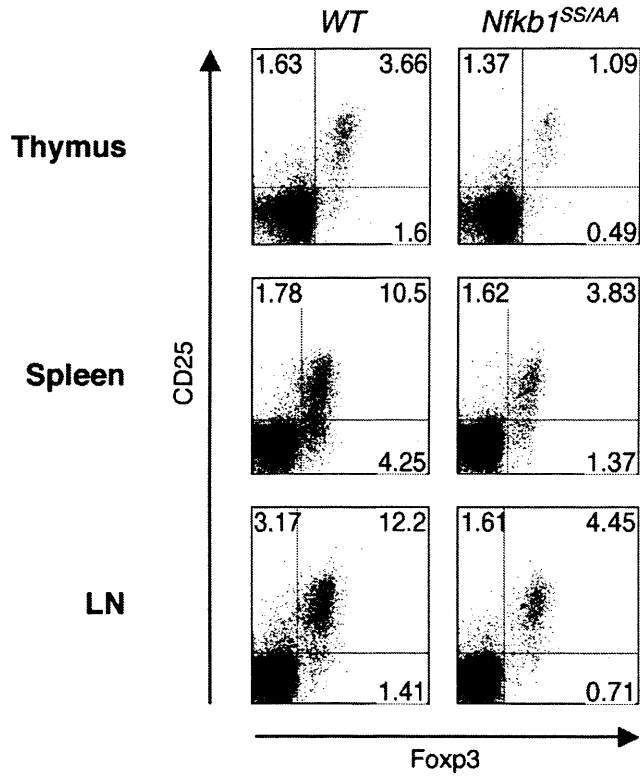 WT Nfkb1SS/AA
Thymus
1.63 3.66
1.6
1.37 1.09
0.49
Spleen
1.78 10.5
4.25
1.62 3.83
1.37
LN
3.17 12.2
1.41
1.61 4.45
0.71
CD25
Foxp3